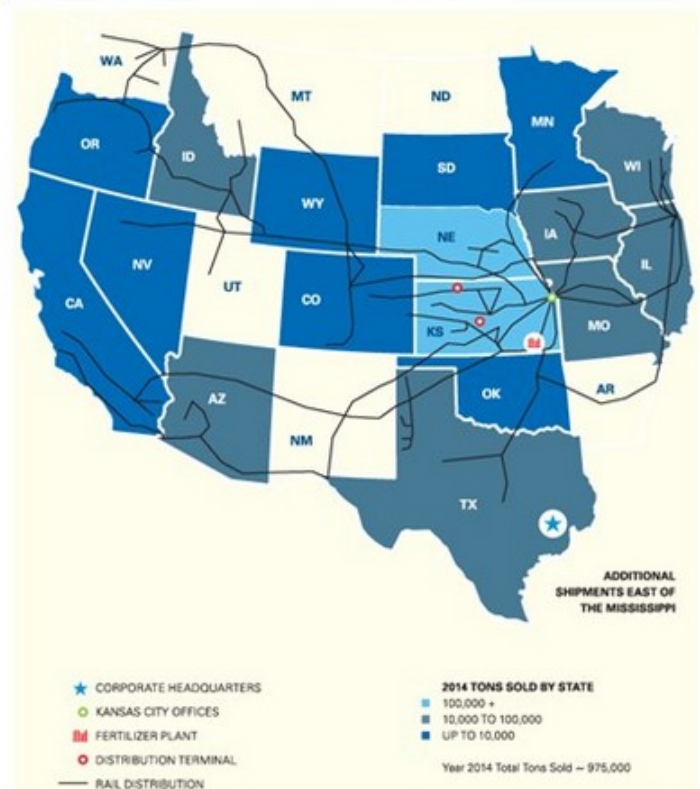 WA
MT
ND
MN
OR
ID
SD
WI
WY
NE
IA
NV
UT
CO
IL
CA
KS
MO
AZ
NM
OK
AR
TX
ADDITIONAL
SHIPMENTS EAST OF
THE MISSISSIPPI
CORPORATE HEADQUARTERS
KANSAS CITY OFFICES
FERTILIZER PLANT
DISTRIBUTION TERMINAL
RAIL DISTRIBUTION
2014 TONS SOLD BY STATE
100,000 +
10,000 TO 100,000
UP TO 10,000
Year 2014 Total Tons Sold ~ 975,000